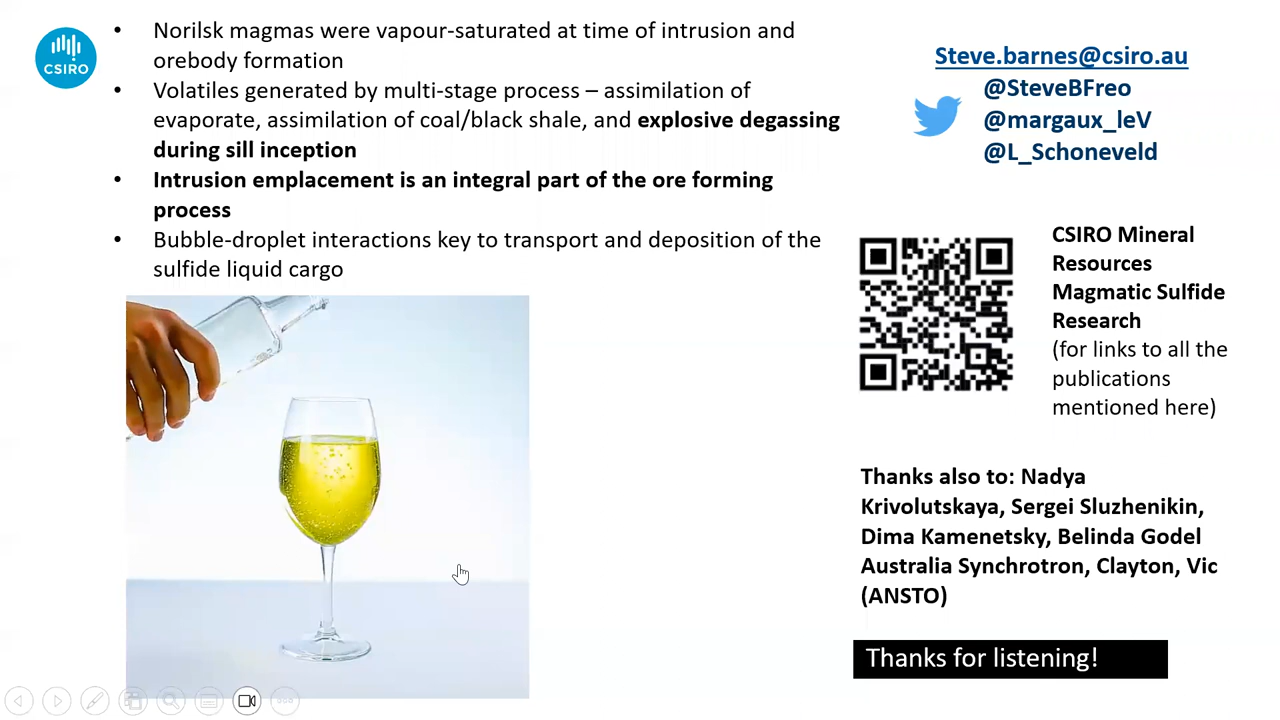 CSIRO
• Norilsk magmas were vapour-saturated at time of intrusion and
orebody formation
• Volatiles generated by multi-stage process – assimilation of
evaporate, assimilation of coal/black shale, and explosive degassing
during sill inception
• Intrusion emplacement is an integral part of the ore forming
process
• Bubble-droplet interactions key to transport and deposition of the
sulfide liquid cargo
Steve.barnes@csiro.au
@SteveBFreo
@margaux_leV
@L_Schoneveld
CSIRO Mineral
Resources
Magmatic Sulfide
Research
(for links to all the
publications
mentioned here)
Thanks also to: Nadya
Krivolutskaya, Sergei Sluzhenikin,
Dima Kamenetsky, Belinda Godel
Australia Synchrotron, Clayton, Vic
(ANSTO)
Thanks for listening!